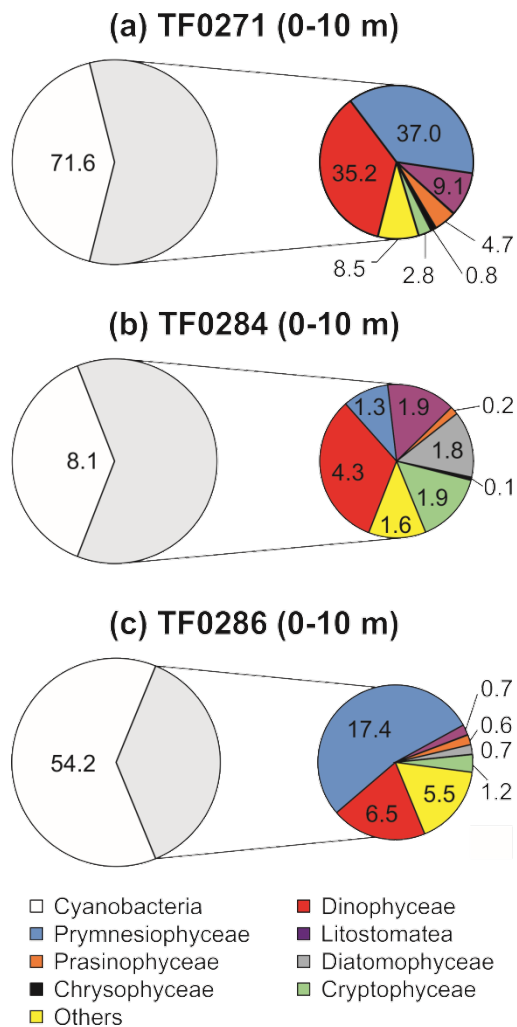 (a) TF0271 (0-10 m)
71.6
37.0
35.2
9.1
4.7
0.8
2.8
8.5
(b) TF0284 (0-10 m)
8.1
1.3
1.9
0.2
1.8
0.1
4.3
1.9
1.6
(c) TF0286 (0-10 m)
54.2
17.4
0.7
0.6
0.7
1.2
5.5
6.5
Cyanobacteria
Dinophyceae
Prymnesiophyceae
Litostomatea
Prasinophyceae
Diatomophyceae
Chrysophyceae
Cryptophyceae
Others